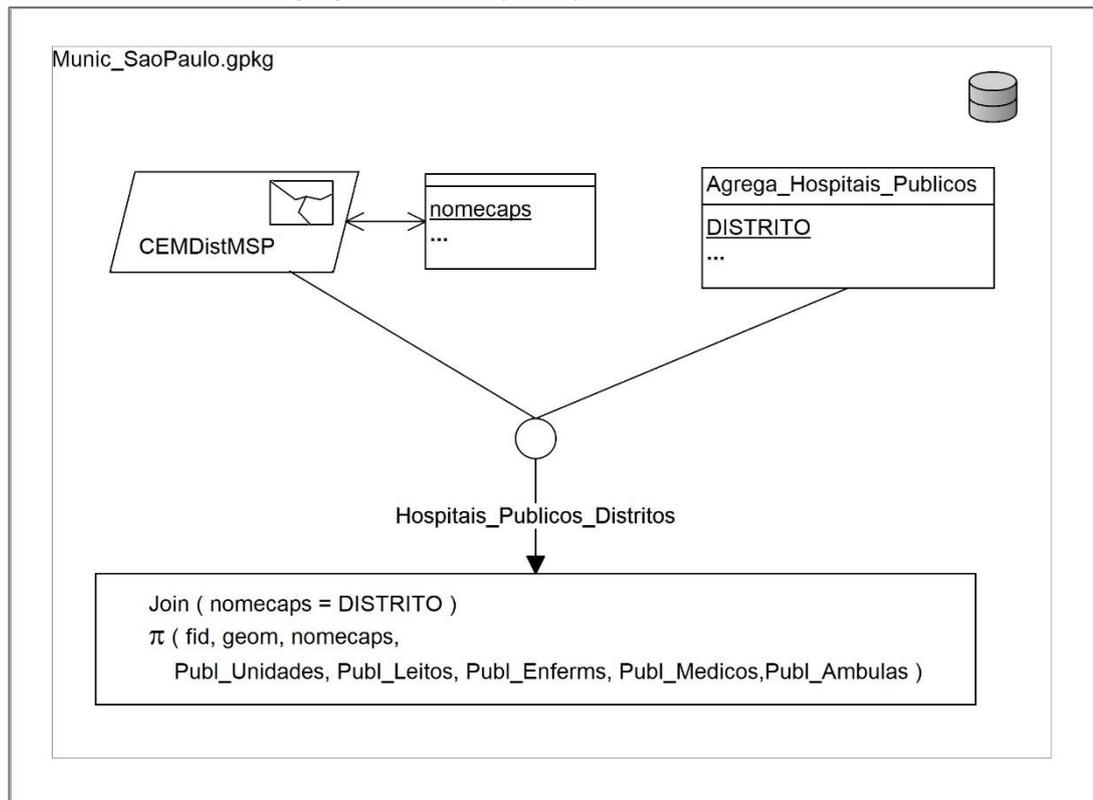 Munic_SaoPaulo.gpkg
CEMDistMSP
nomecaps
...
Agrega_Hospitais_Publicos
DISTRITO
...
Hospitais_Publicos_Distritos
Join ( nomecaps = DISTRITO )
π ( fid, geom, nomecaps,
Publ_Unidades, Publ_Leitos, Publ_Enferms, Publ_Medicos,Publ_Ambulas )